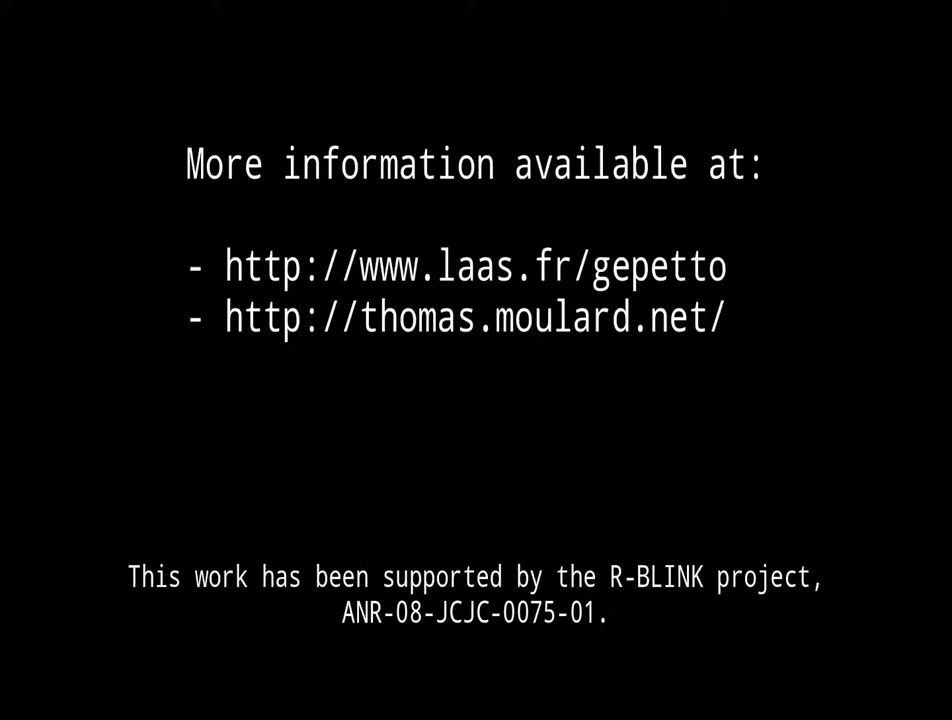 More information available at:
- http://www.laas.fr/gepetto
- http://thomas.moulard.net/
This work has been supported by the R-BLINK project,
ANR-08-JCJC-0075-01.